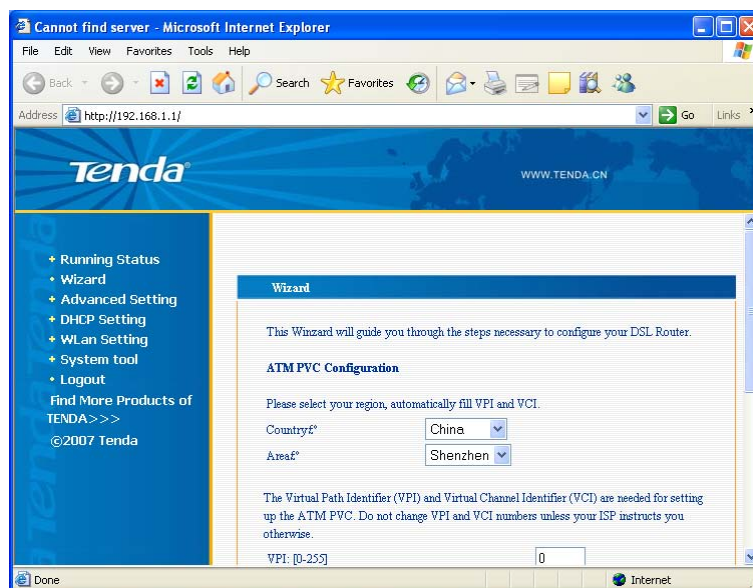 Cannot find server - Microsoft Internet Explorer
File Edit View Favorites Tools Help
Back Search Favorites
Address http://192.168.1.1/ Go Links
Tenda®
WWW.TENDA.CN
+ Running Status
• Wizard
+ Advanced Setting
+ DHCP Setting
+ WLan Setting
+ System tool
• Logout
Find More Products of
TENDA>>>
©2007 Tenda
Wizard
This Winzard will guide you through the steps necessary to configure your DSL Router.
ATM PVC Configuration
Please select your region, automatically fill VPI and VCI.
Country£º China
Area£º Shenzhen
The Virtual Path Identifier (VPI) and Virtual Channel Identifier (VCI) are needed for setting
up the ATM PVC. Do not change VPI and VCI numbers unless your ISP instructs you
otherwise.
VPI: [0-255] 0
Done Internet